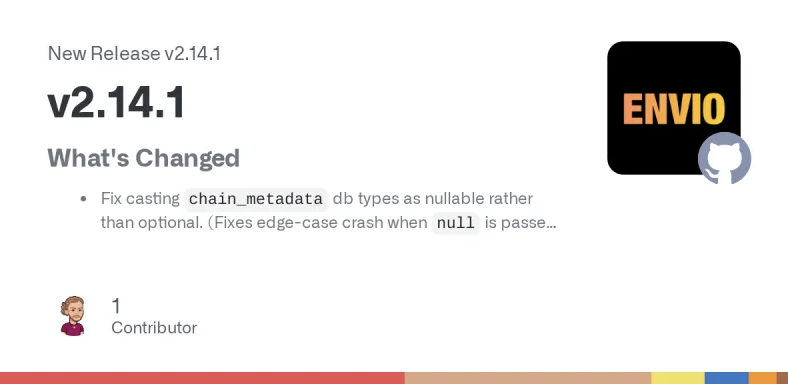 New Release v2.14.1
v2.14.1
What's Changed
• Fix casting chain_metadata db types as nullable rather
than optional. (Fixes edge-case crash when null is passe...
ENVIO
1
Contributor